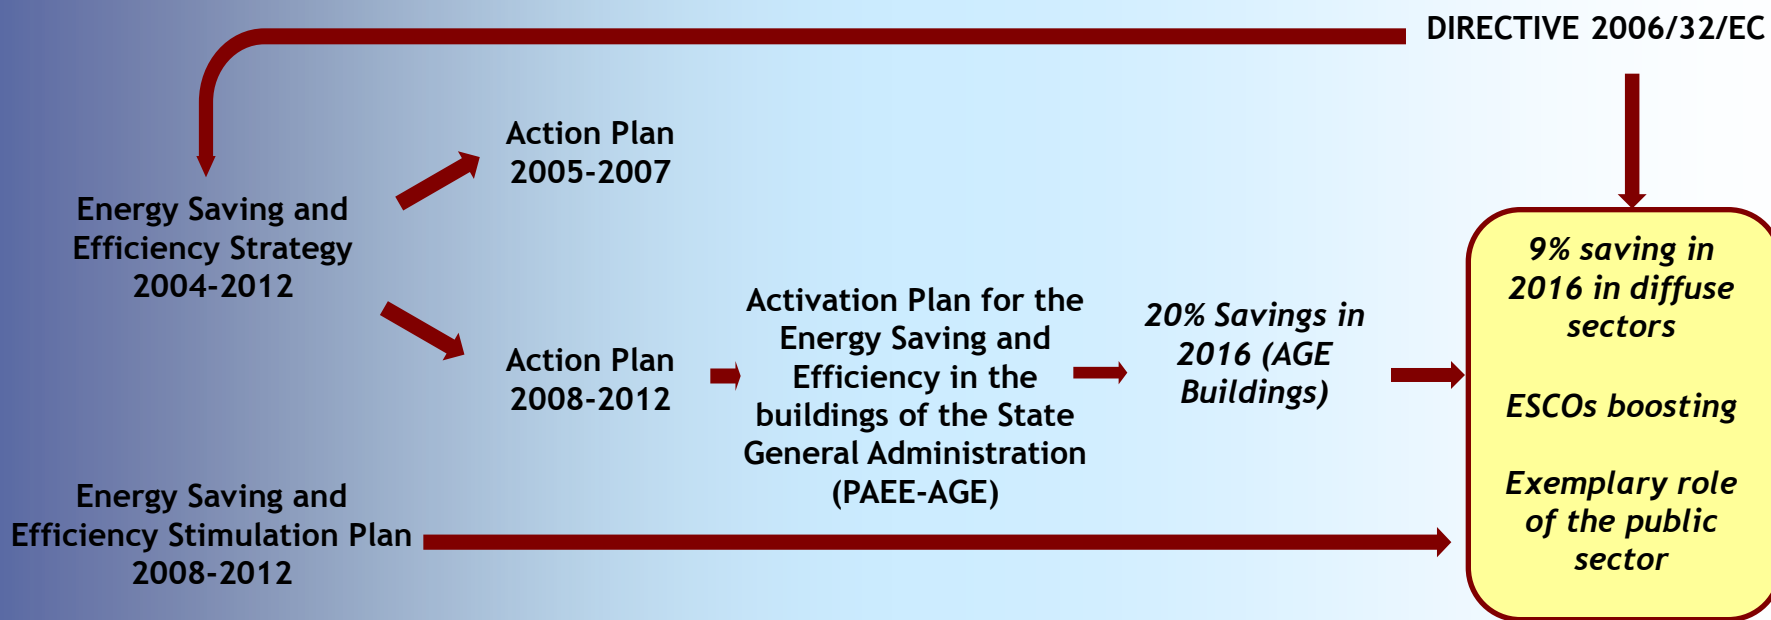 DIRECTIVE 2006/32/EC
Action Plan
2005-2007
Energy Saving and
Efficiency Strategy
2004-2012
Action Plan
2008-2012
Activation Plan for the
Energy Saving and
Efficiency in the
buildings of the State
General Administration
(PAEE-AGE)
20% Savings in
2016 (AGE
Buildings)
9% saving in
2016 in diffuse
sectors
ESCOs boosting
Exemplary role
of the public
sector
Energy Saving and
Efficiency Stimulation Plan
2008-2012